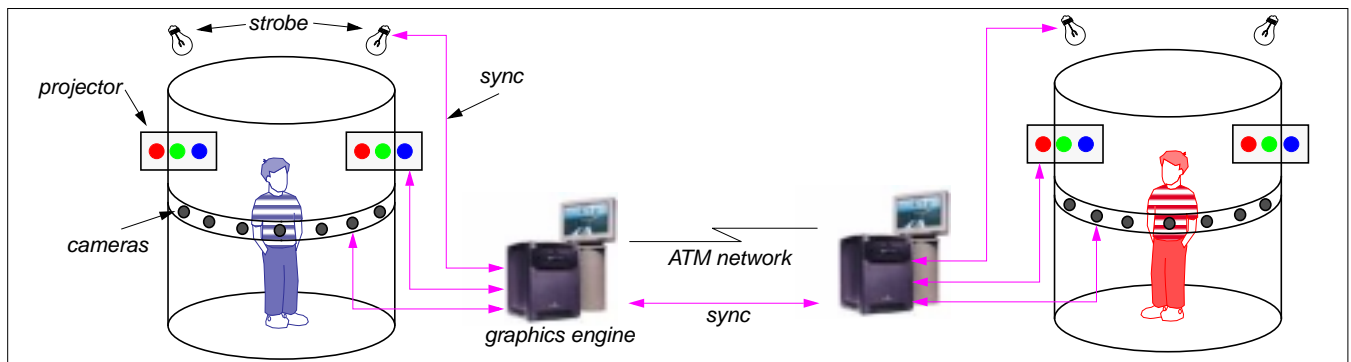 strobe
sync
projector
cameras
ATM network
sync
graphics engine